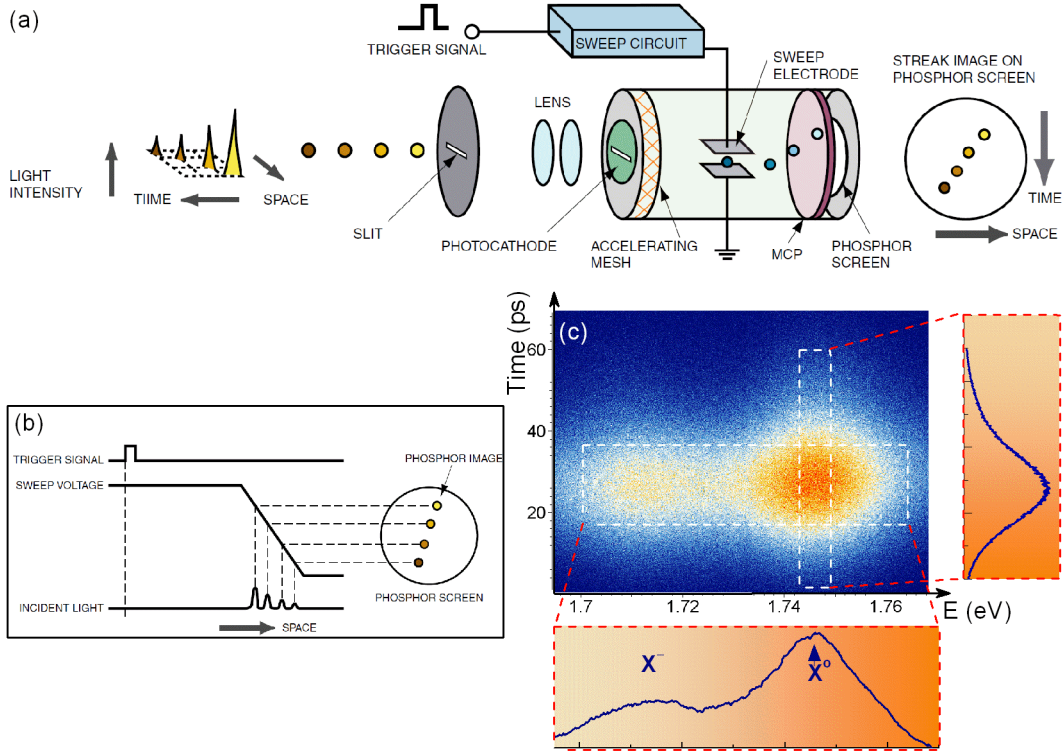 (a)
TRIGGER SIGNAL
SWEEP CIRCUIT
SWEEP
ELECTRODE
STREAK IMAGE ON
PHOSPHOR SCREEN
LENS
LIGHT
INTENSITY
TIIME
SPACE
SLIT
PHOTOCATHODE
ACCELERATING
MESH
MCP
PHOSPHOR
SCREEN
TIME
SPACE
(b)
TRIGGER SIGNAL
SWEEP VOLTAGE
PHOSPHOR IMAGE
PHOSPHOR SCREEN
INCIDENT LIGHT
SPACE
(c)
Time (ps)
60
40
20
1.7
1.72
1.74
1.76
E (eV)
X⁻
X⁰